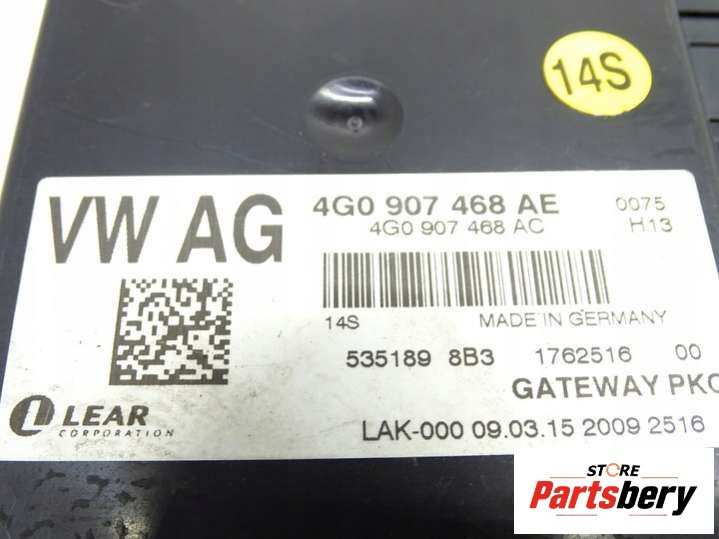 14S
VW AG
4G0 907 468 AE
0075
4G0 907 468 AC
H13
14S
MADE IN GERMANY
535189 8B3 1762516 00
GATEWAY PKO
LEAR
CORPORATION
LAK-000 09.03.15 2009 2516
STORE
Partsbery